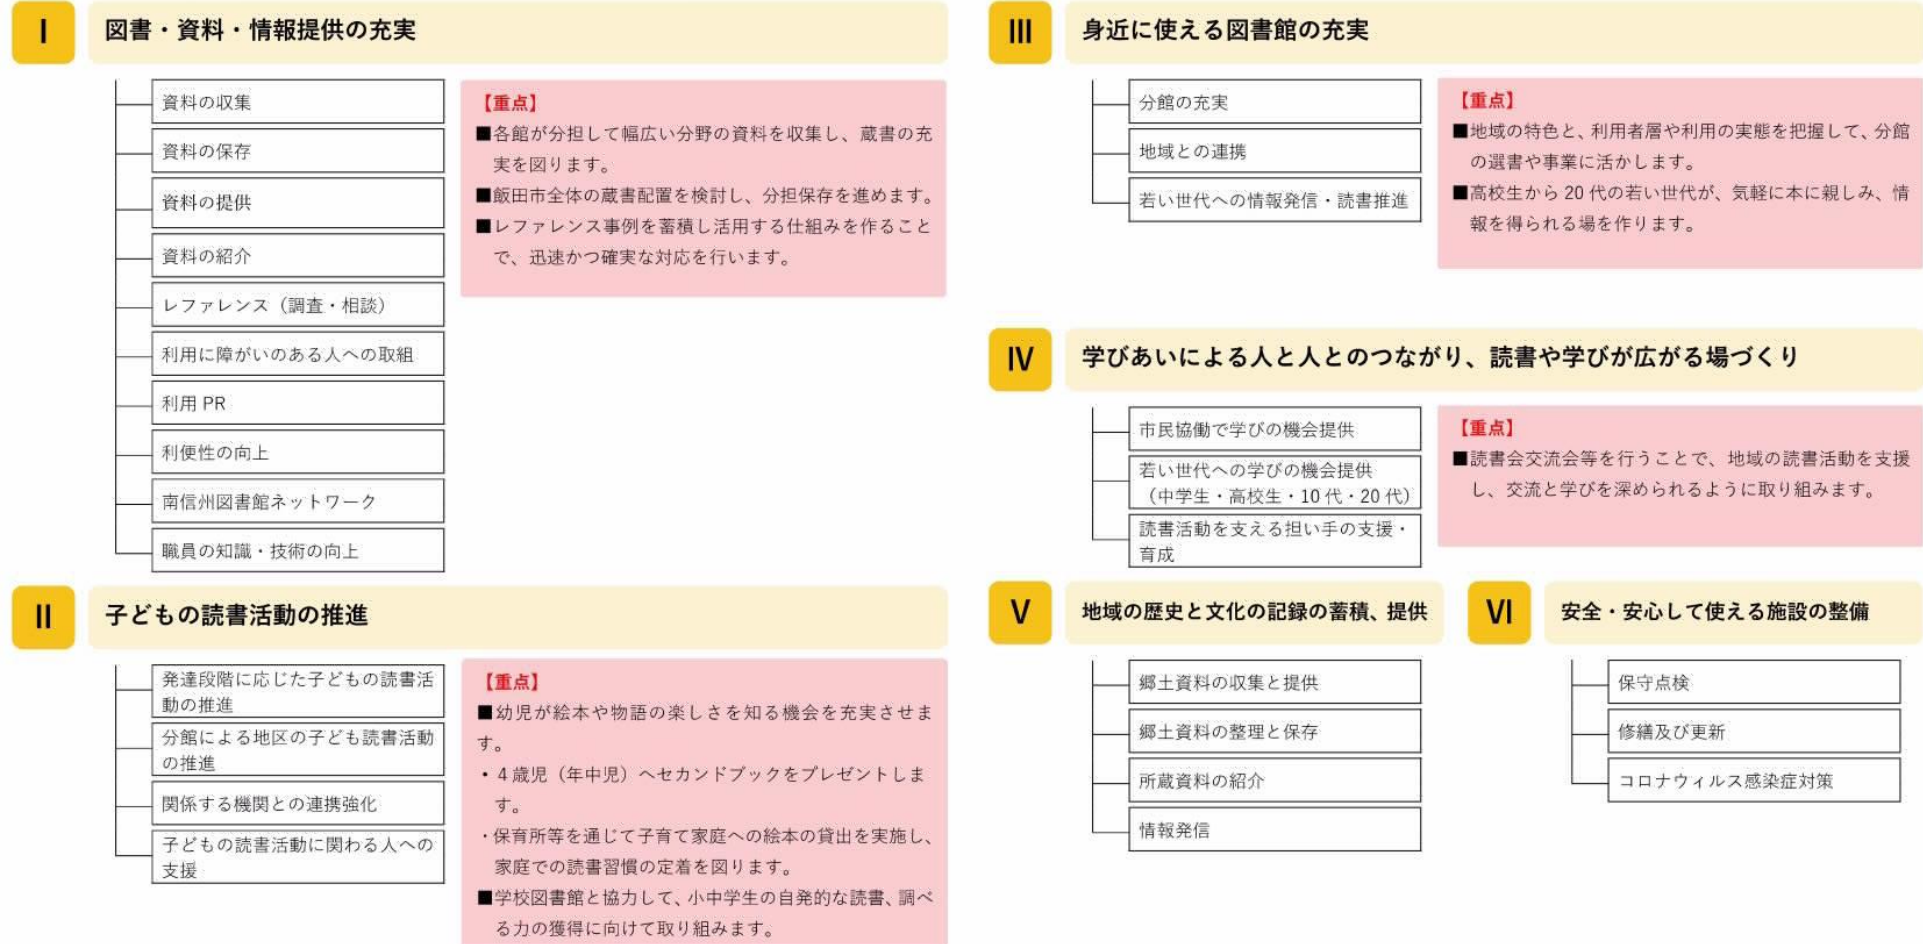 Ⅰ
図書・資料・情報提供の充実
資料の収集
資料の保存
資料の提供
資料の紹介
レファレンス（調査・相談）
利用に障がいのある人への取組
利用 PR
利便性の向上
南信州図書館ネットワーク
職員の知識・技術の向上
【重点】
■各館が分担して幅広い分野の資料を収集し、蔵書の充
実を図ります。
■飯田市全体の蔵書配置を検討し、分担保存を進めます。
■レファレンス事例を蓄積し活用する仕組みを作ること
で、迅速かつ確実な対応を行います。
Ⅱ
子どもの読書活動の推進
発達段階に応じた子どもの読書活
動の推進
分館による地区の子ども読書活動
の推進
関係する機関との連携強化
子どもの読書活動に関わる人への
支援
【重点】
■幼児が絵本や物語の楽しさを知る機会を充実させま
す。
・4 歳児（年中児）へセカンドブックをプレゼントしま
す。
・保育所等を通じて子育て家庭への絵本の貸出を実施し、
家庭での読書習慣の定着を図ります。
■学校図書館と協力して、小中学生の自発的な読書、調べ
る力の獲得に向けて取り組みます。
Ⅲ
身近に使える図書館の充実
分館の充実
地域との連携
若い世代への情報発信・読書推進
【重点】
■地域の特色と、利用者層や利用の実態を把握して、分館
の選書や事業に活かします。
■高校生から 20 代の若い世代が、気軽に本に親しみ、情
報を得られる場を作ります。
Ⅳ
学びあいによる人と人とのつながり、読書や学びが広がる場づくり
市民協働で学びの機会提供
若い世代への学びの機会提供
（中学生・高校生・10 代・20 代）
読書活動を支える担い手の支援・
育成
【重点】
■読書会交流会等を行うことで、地域の読書活動を支援
し、交流と学びを深められるように取り組みます。
Ⅴ
地域の歴史と文化の記録の蓄積、提供
郷土資料の収集と提供
郷土資料の整理と保存
所蔵資料の紹介
情報発信
Ⅵ
安全・安心して使える施設の整備
保守点検
修繕及び更新
コロナウィルス感染症対策